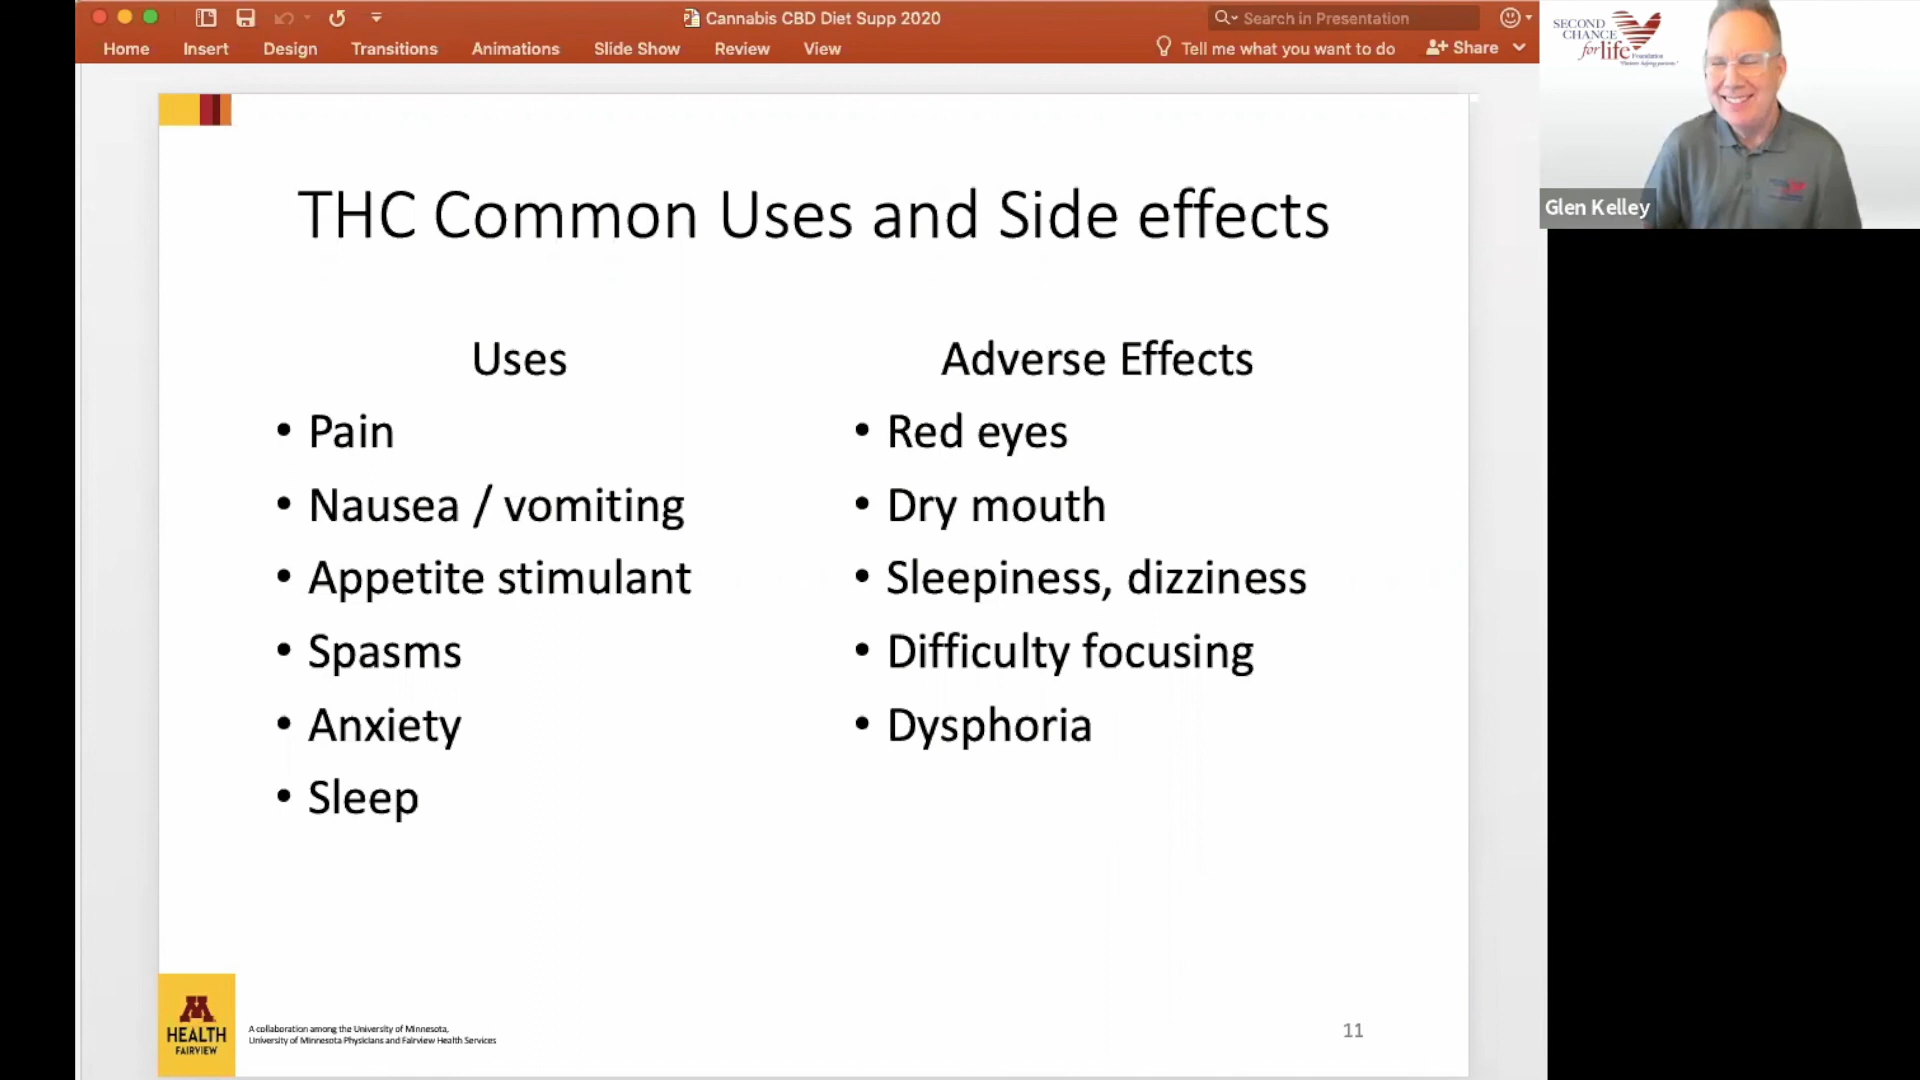 Cannabis CBD Diet Supp 2020
Search in Presentation
Home Insert Design Transitions Animations Slide Show Review View
Tell me what you want to do
Share
SECOND
CHANCE
for life
Foundation
Glen Kelley
THC Common Uses and Side effects
Uses
• Pain
• Nausea / vomiting
• Appetite stimulant
• Spasms
• Anxiety
• Sleep
Adverse Effects
• Red eyes
• Dry mouth
• Sleepiness, dizziness
• Difficulty focusing
• Dysphoria
M
HEALTH
FAIRVIEW
A collaboration among the University of Minnesota,
University of Minnesota Physicians and Fairview Health Services
11